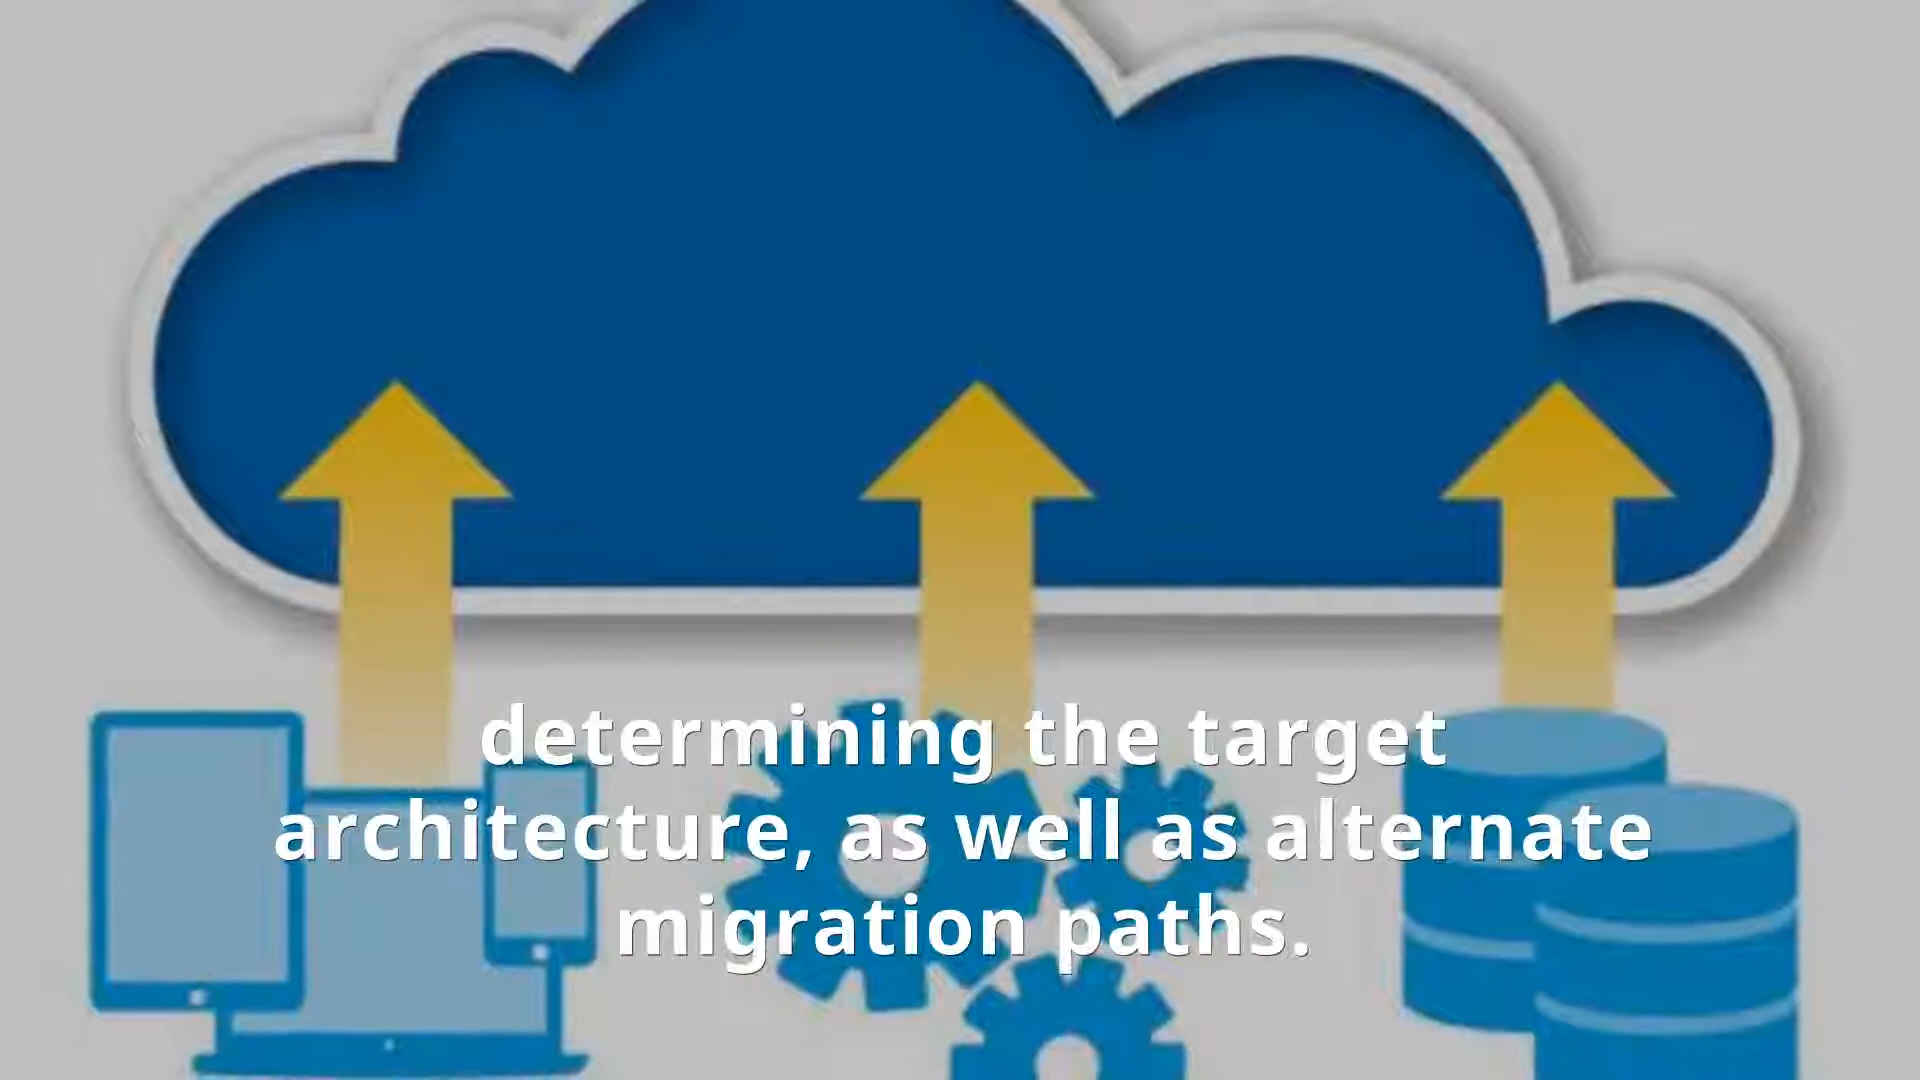 determining the target
architecture, as well as alternate
migration paths.